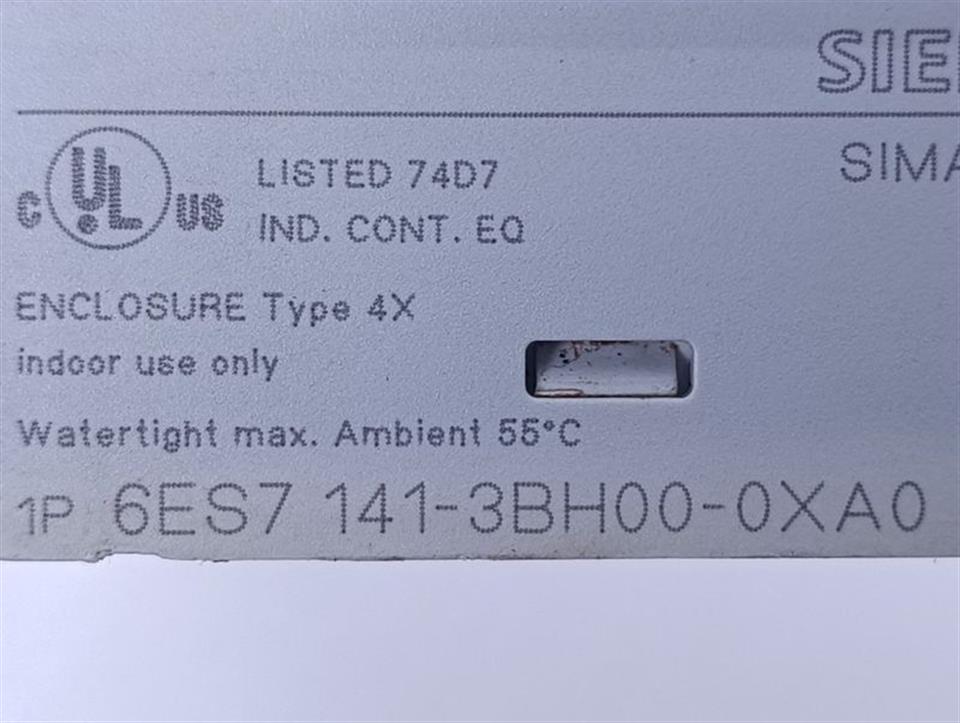 SIE
C UL US
LISTED 74D7
IND. CONT. EQ
SIMA
ENCLOSURE Type 4X
indoor use only
Watertight max. Ambient 55°C
1P 6ES7 141-3BH00-0XA0